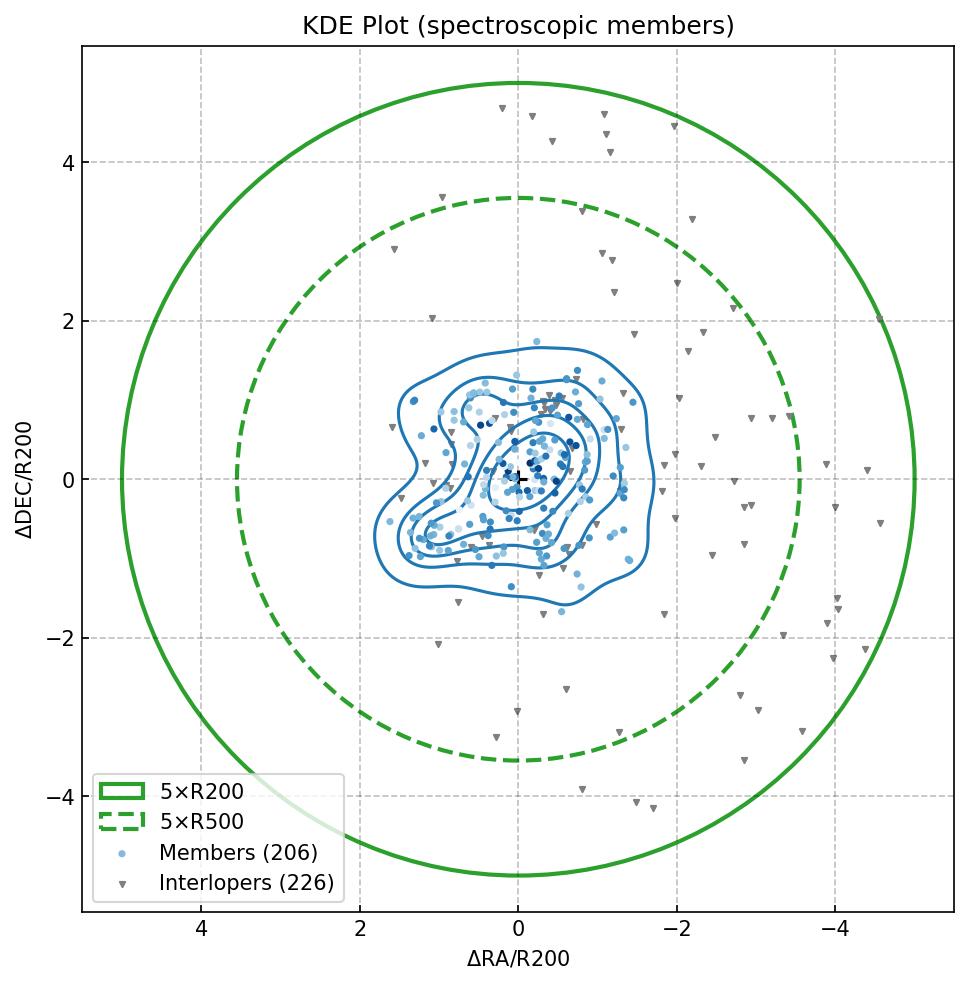 KDE Plot (spectroscopic members)
ΔDEC/R200
4
2
0
−2
−4
5×R200
5×R500
Members (206)
Interlopers (226)
4
2
0
−2
−4
ΔRA/R200